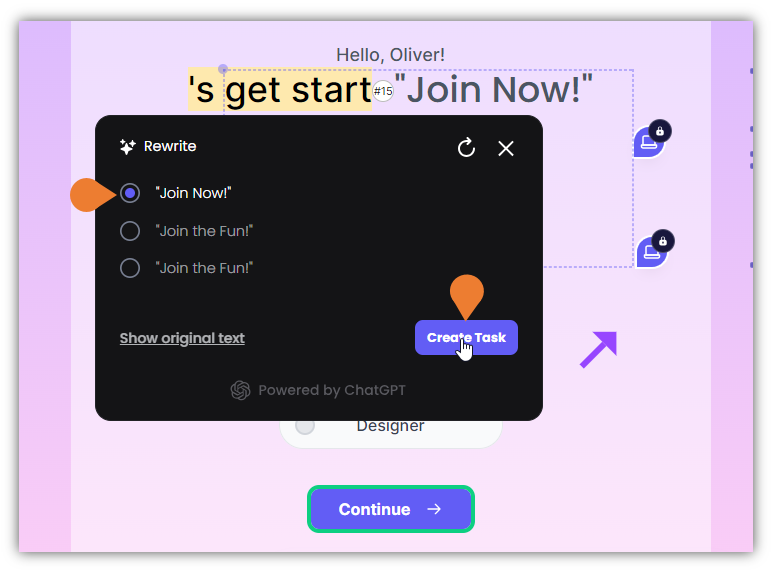 Hello, Oliver!
's get start #15 "Join Now!"
Rewrite
"Join Now!"
"Join the Fun!"
"Join the Fun!"
Show original text
Create Task
Powered by ChatGPT
Designer
Continue